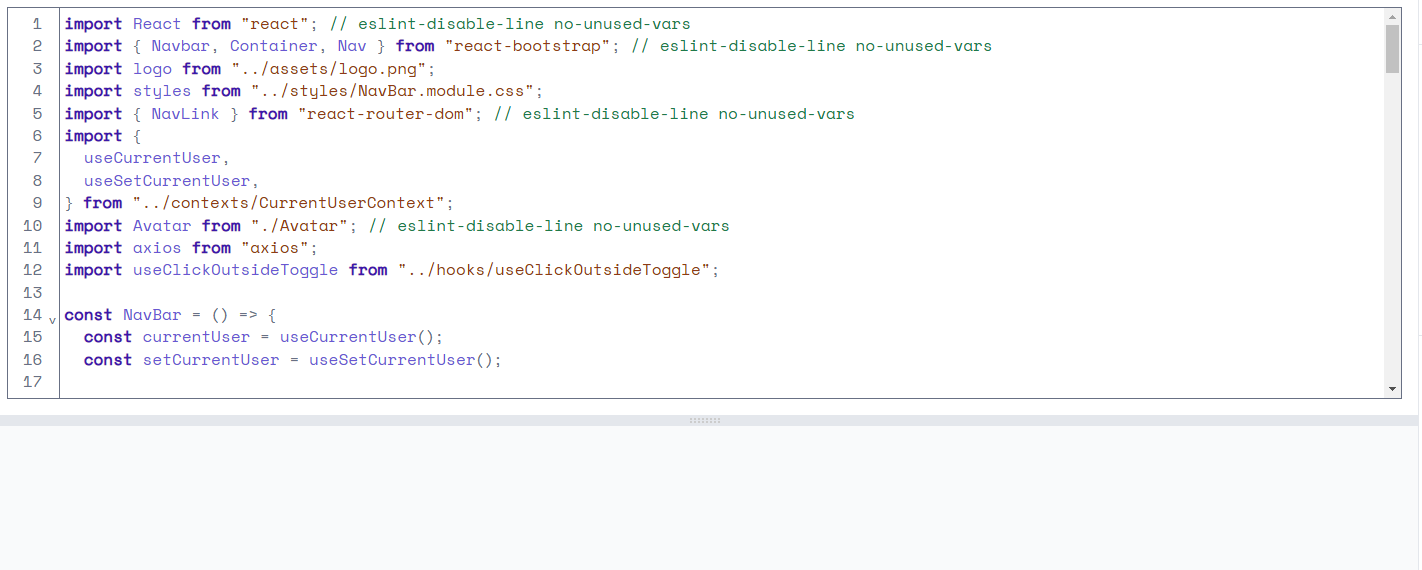 1 import React from "react"; // eslint-disable-line no-unused-vars
2 import { Navbar, Container, Nav } from "react-bootstrap"; // eslint-disable-line no-unused-vars
3 import logo from "../assets/logo.png";
4 import styles from "../styles/NavBar.module.css";
5 import { NavLink } from "react-router-dom"; // eslint-disable-line no-unused-vars
6 import {
7   useCurrentUser,
8   useSetCurrentUser,
9 } from "../contexts/CurrentUserContext";
10 import Avatar from "./Avatar"; // eslint-disable-line no-unused-vars
11 import axios from "axios";
12 import useClickOutsideToggle from "../hooks/useClickOutsideToggle";
13
14 v const NavBar = () => {
15   const currentUser = useCurrentUser();
16   const setCurrentUser = useSetCurrentUser();
17